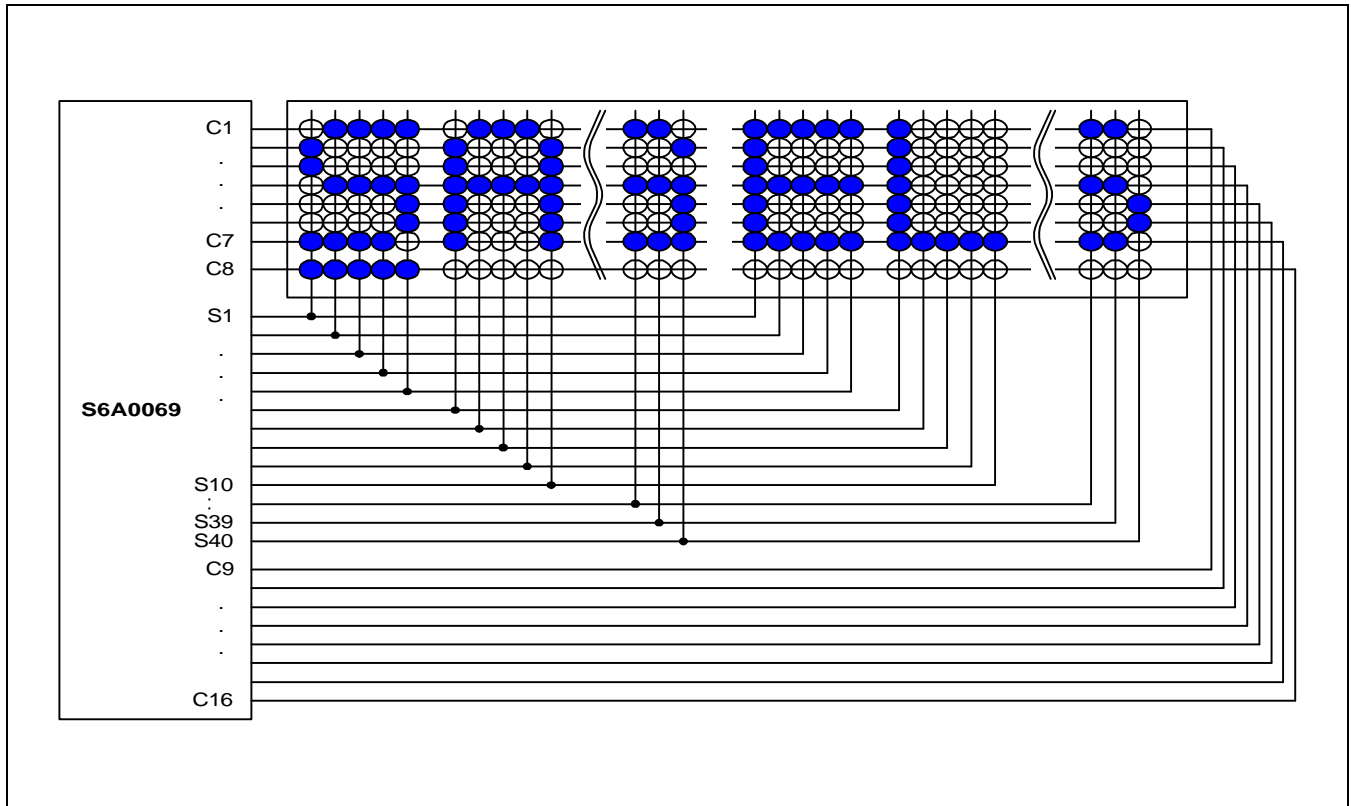 C1
.
.
.
C7
C8
S1
.
.
.
S6A0069
S10
:
S39
S40
C9
.
.
.
C16